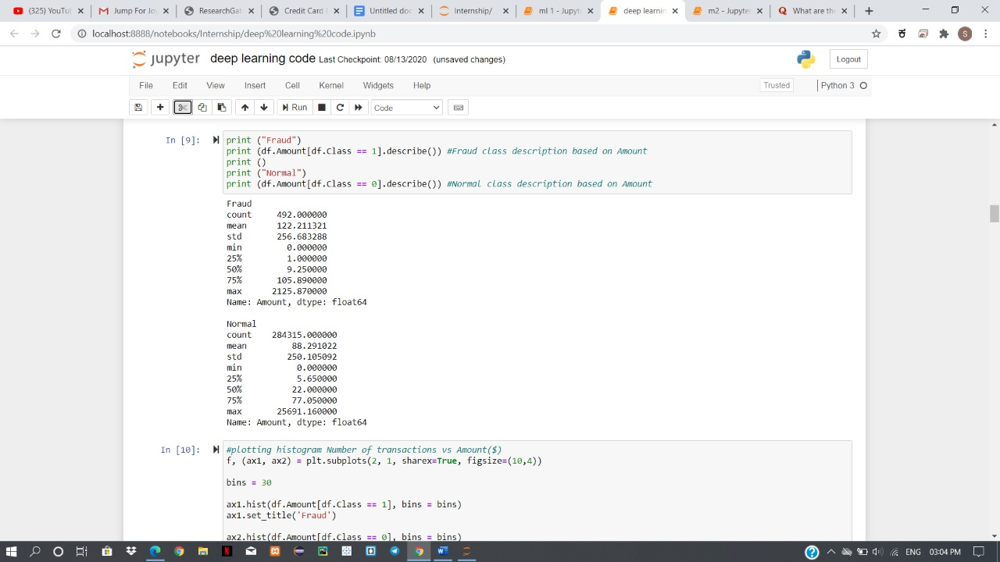 (325) YouTu
Jump For Joy
ResearchGat
Credit Card F
Untitled doc
Internship/
ml 1 - Jupyte
deep learnin
m2 - Jupyter
What are the
localhost:8888/notebooks/Internship/deep%20learning%20code.ipynb
S
jupyter deep learning code Last Checkpoint: 08/13/2020 (unsaved changes)
Logout
File Edit View Insert Cell Kernel Widgets Help
Trusted Python 3
Run Code
In [9]:
print ("Fraud")
print (df.Amount[df.Class == 1].describe()) #Fraud class description based on Amount
print ()
print ("Normal")
print (df.Amount[df.Class == 0].describe()) #Normal class description based on Amount
Fraud
count 492.000000
mean 122.211321
std 256.683288
min 0.000000
25% 1.000000
50% 9.250000
75% 105.890000
max 2125.870000
Name: Amount, dtype: float64
Normal
count 284315.000000
mean 88.291022
std 250.105092
min 0.000000
25% 5.650000
50% 22.000000
75% 77.050000
max 25691.160000
Name: Amount, dtype: float64
In [10]:
#plotting histogram Number of transactions vs Amount($)
f, (ax1, ax2) = plt.subplots(2, 1, sharex=True, figsize=(10,4))
bins = 30
ax1.hist(df.Amount[df.Class == 1], bins = bins)
ax1.set_title('Fraud')
ax2.hist(df.Amount[df.Class == 0], bins = bins)
ENG 03:04 PM